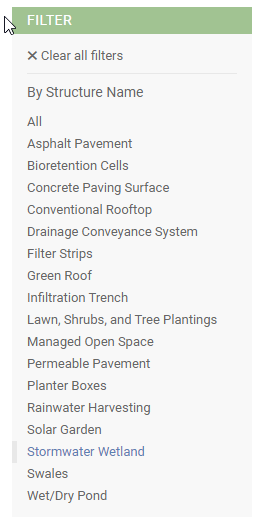 FILTER
✕ Clear all filters
By Structure Name
All
Asphalt Pavement
Bioretention Cells
Concrete Paving Surface
Conventional Rooftop
Drainage Conveyance System
Filter Strips
Green Roof
Infiltration Trench
Lawn, Shrubs, and Tree Plantings
Managed Open Space
Permeable Pavement
Planter Boxes
Rainwater Harvesting
Solar Garden
Stormwater Wetland
Swales
Wet/Dry Pond